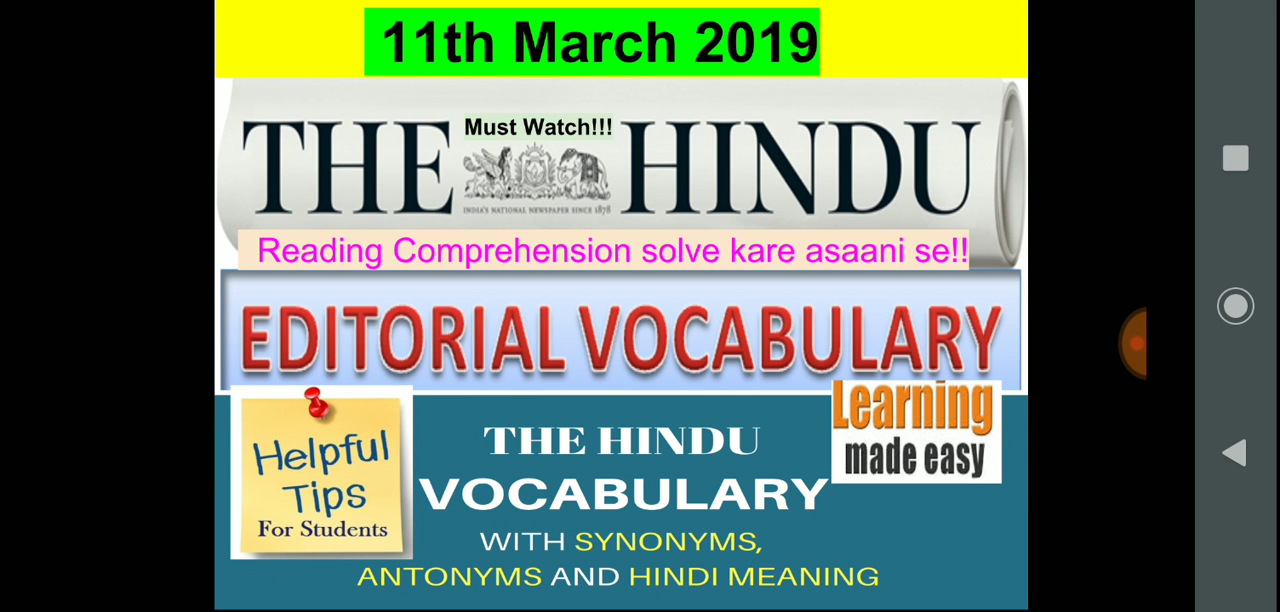 11th March 2019
Must Watch!!!
THE HINDU
INDIA'S NATIONAL NEWSPAPER SINCE 1878
Reading Comprehension solve kare asaani se!!
EDITORIAL VOCABULARY
Learning
made easy
Helpful
Tips
For Students
THE HINDU
VOCABULARY
WITH SYNONYMS,
ANTONYMS AND HINDI MEANING